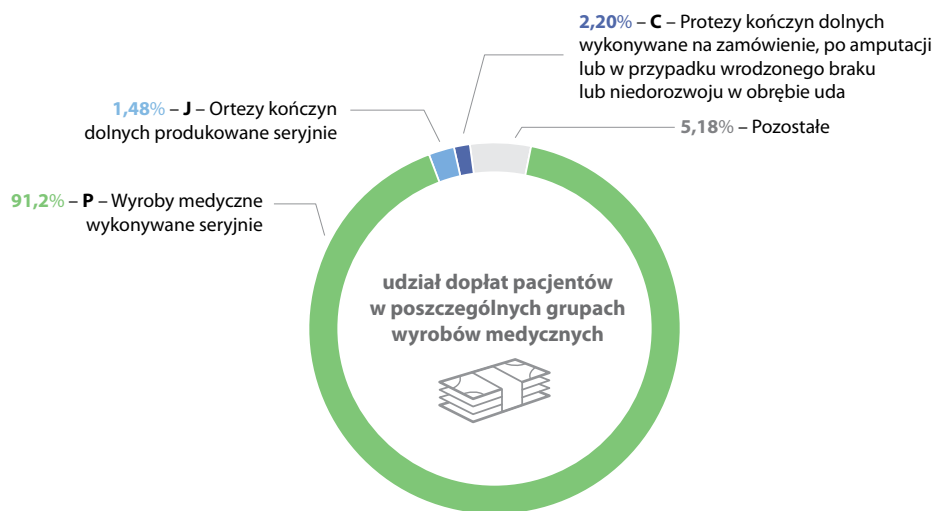 2,20% – C – Protezy kończyn dolnych
wykonywane na zamówienie, po amputacji
lub w przypadku wrodzonego braku
lub niedorozwoju w obrębie uda
1,48% – J – Ortezy kończyn
dolnych produkowane seryjnie
5,18% – Pozostałe
91,2% – P – Wyroby medyczne
wykonywane seryjnie
udział dopłat pacjentów
w poszczególnych grupach
wyrobów medycznych